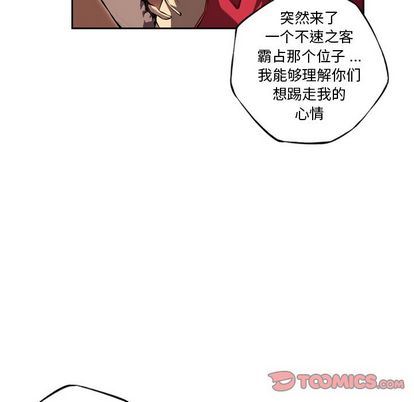 突然来了
一个不速之客
霸占那个位子 ...
我能够理解你们
想踢走我的
心情
TOOMICS.COM